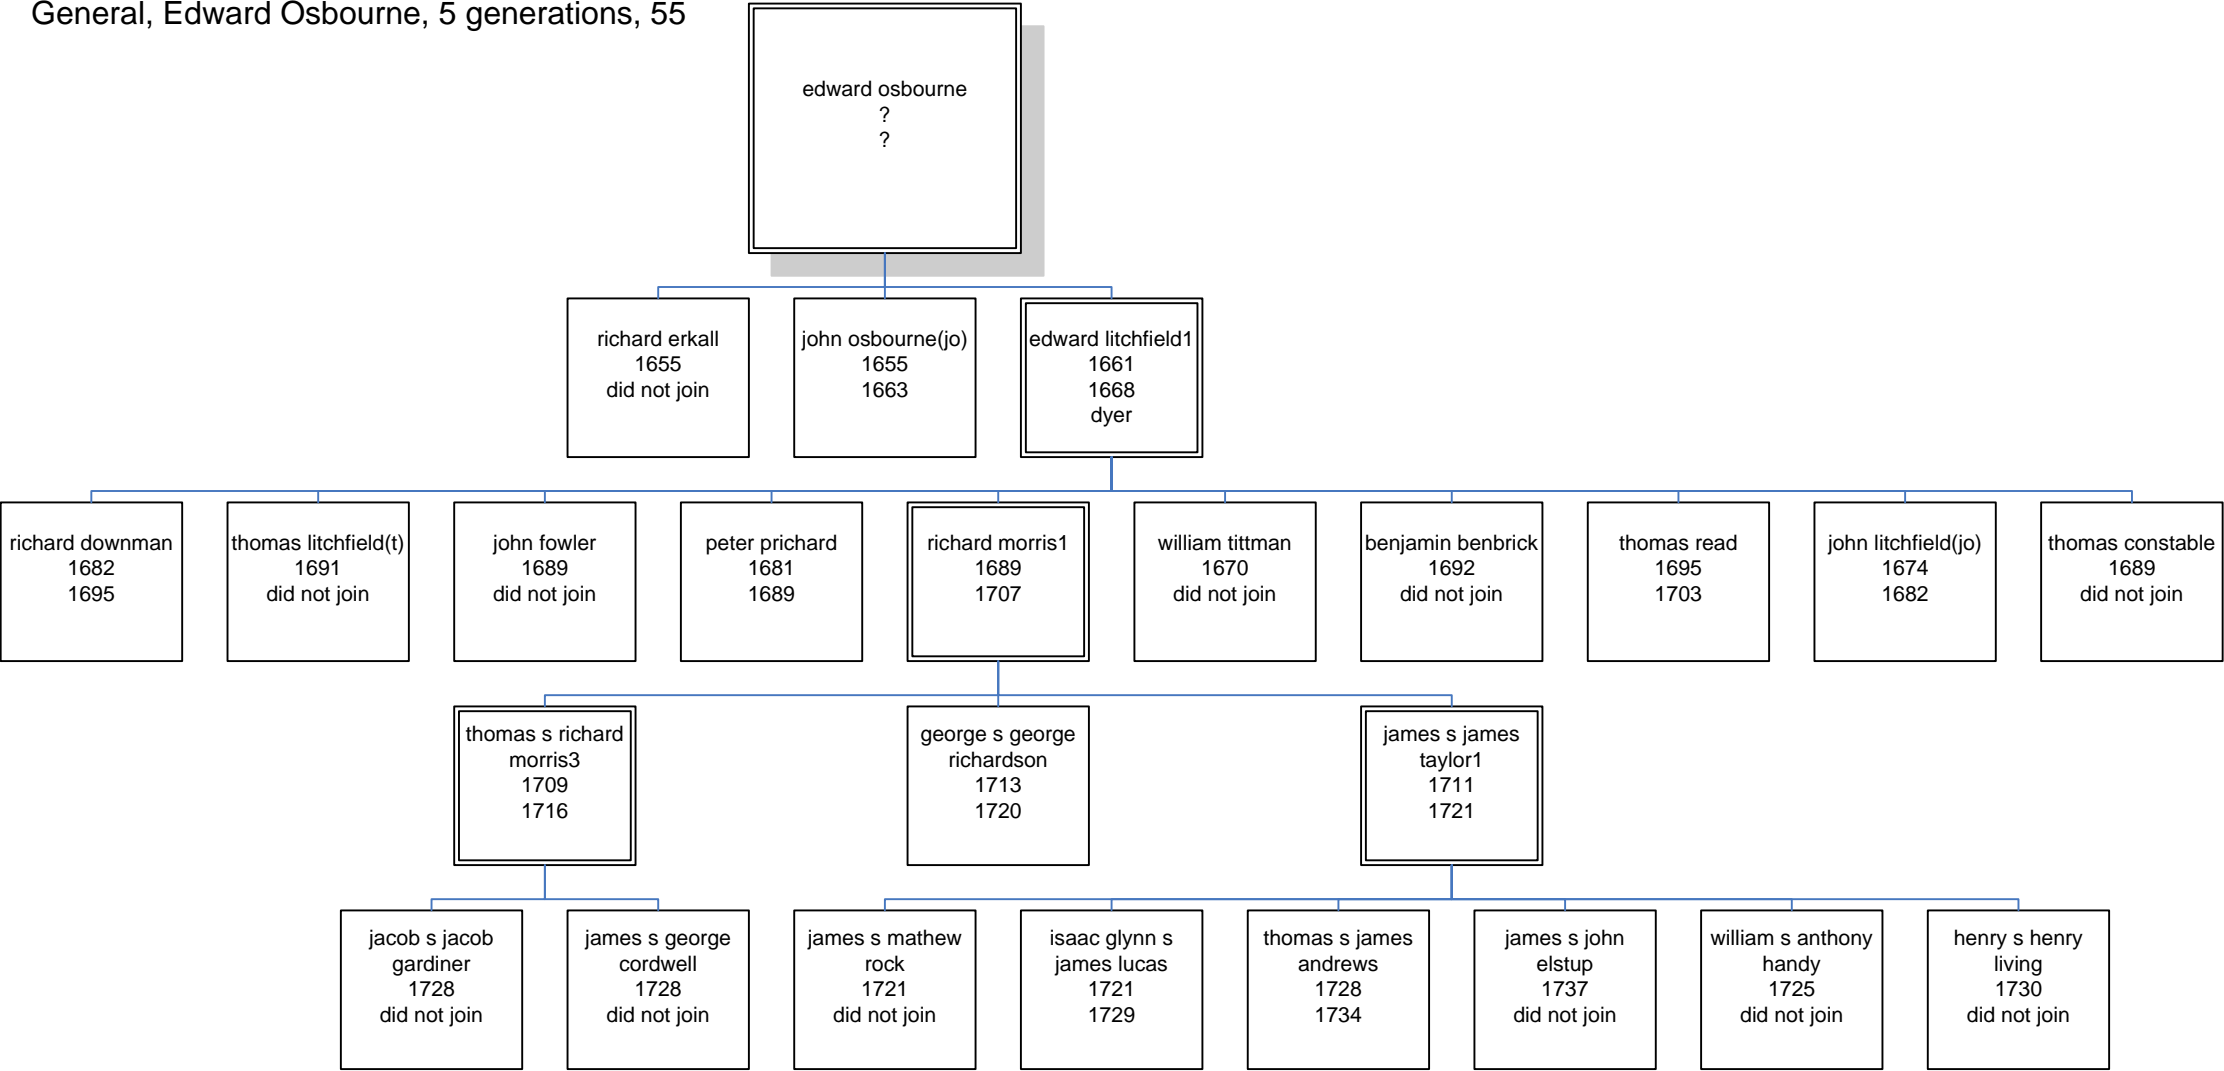 General, Edward Osbourne, 5 generations, 55
edward osbourne
?
?
richard erkall
1655
did not join
john osbourne(jo)
1655
1663
edward litchfield1
1661
1668
dyer
richard downman
1682
1695
thomas litchfield(t)
1691
did not join
john fowler
1689
did not join
peter prichard
1681
1689
richard morris1
1689
1707
william tittman
1670
did not join
benjamin benbrick
1692
did not join
thomas read
1695
1703
john litchfield(jo)
1674
1682
thomas constable
1689
did not join
thomas s richard
morris3
1709
1716
george s george
richardson
1713
1720
james s james
taylor1
1711
1721
jacob s jacob
gardiner
1728
did not join
james s george
cordwell
1728
did not join
james s mathew
rock
1721
did not join
isaac glynn s
james lucas
1721
1729
thomas s james
andrews
1728
1734
james s john
elstup
1737
did not join
william s anthony
handy
1725
did not join
henry s henry
living
1730
did not join